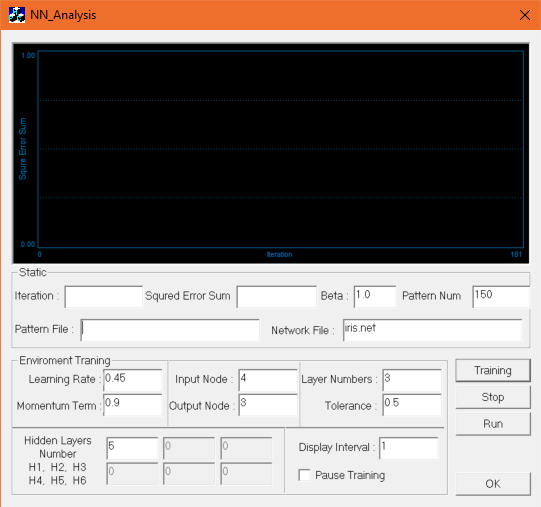 NN_Analysis
1.00
Squre Error Sum
0.00
0 Iteration 181
Static
Iteration : Squred Error Sum Beta : 1.0 Pattern Num 150
Pattern File : Network File : iris.net
Enviroment Traning
Learning Rate : 0.45 Input Node : 4 Layer Numbers : 3 Training
Momentum Term : 0.9 Output Node : 3 Tolerance : 0.5 Stop
Run
Hidden Layers 5 0 0 Display Interval : 1
Number
H1, H2, H3 0 0 0 Pause Training
H4, H5, H6 OK